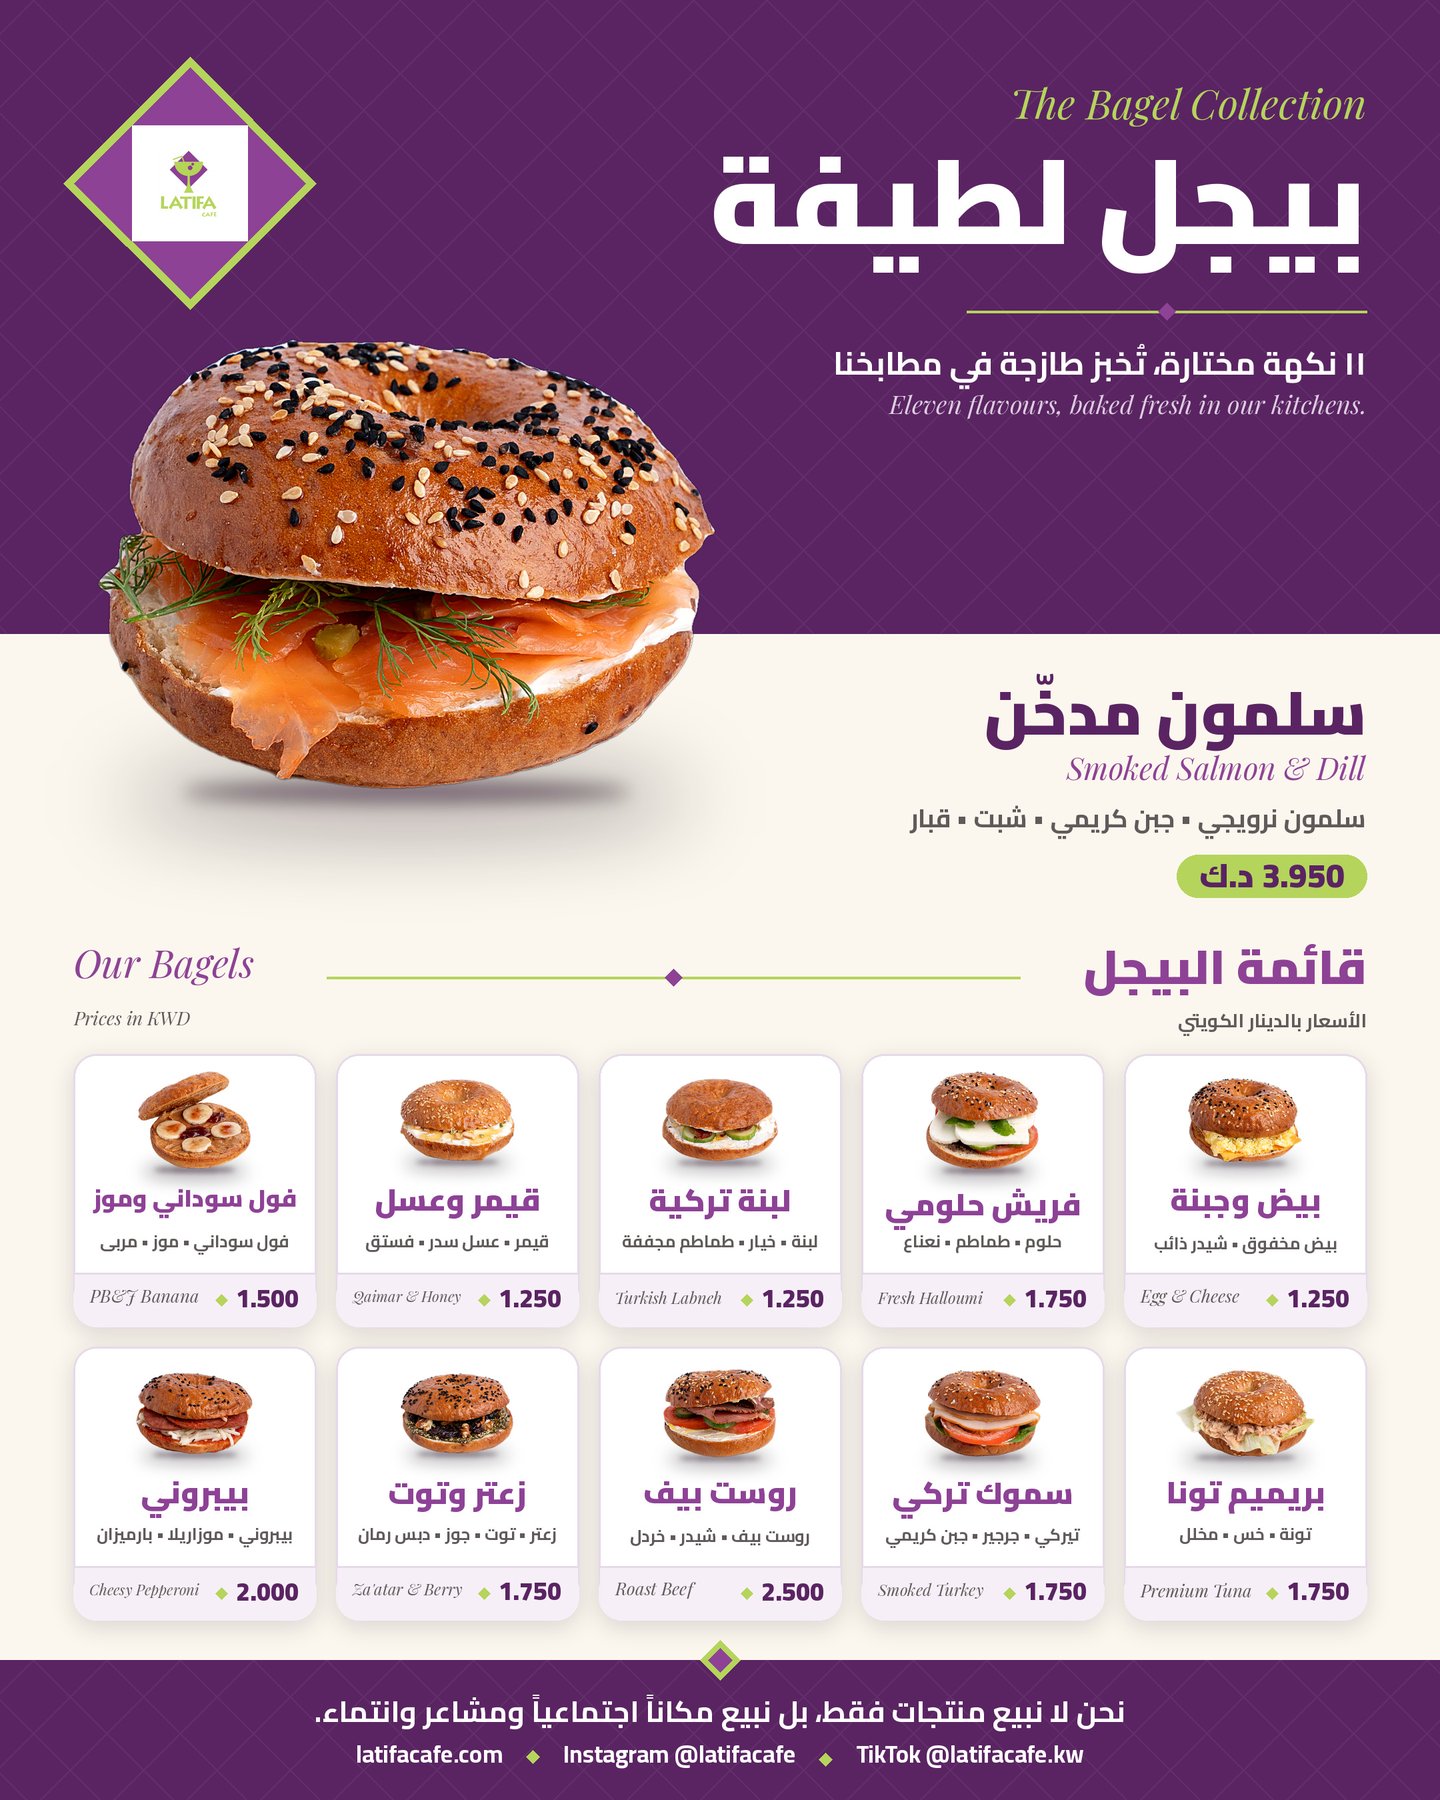 LATIFA
CAFE
The Bagel Collection
بيجل لطيفة
١١ نكهة مختارة، تُخبز طازجة في مطابخنا
Eleven flavours, baked fresh in our kitchens.
سلمون مدخّن
Smoked Salmon & Dill
سلمون نرويجي ▪ جبن كريمي ▪ شبت ▪ قبار
3.950 د.ك
قائمة البيجل
Our Bagels
الأسعار بالدينار الكويتي
Prices in KWD
بيض وجبنة
بيض مخفوق ▪ شيدر ذائب
Egg & Cheese ◆ 1.250
فريش حلومي
حلوم ▪ طماطم ▪ نعناع
Fresh Halloumi ◆ 1.750
لبنة تركية
لبنة ▪ خيار ▪ طماطم مجففة
Turkish Labneh ◆ 1.250
قيمر وعسل
قيمر ▪ عسل سدر ▪ فستق
Qaimar & Honey ◆ 1.250
فول سوداني وموز
فول سوداني ▪ موز ▪ مربى
PB&J Banana ◆ 1.500
بريميم تونا
تونة ▪ خس ▪ مخلل
Premium Tuna ◆ 1.750
سموك تركي
تيركي ▪ جرجير ▪ جبن كريمي
Smoked Turkey ◆ 1.750
روست بيف
روست بيف ▪ شيدر ▪ خردل
Roast Beef ◆ 2.500
زعتر وتوت
زعتر ▪ توت ▪ جوز ▪ دبس رمان
Za'atar & Berry ◆ 1.750
بيبروني
بيبروني ▪ موزاريلا ▪ بارميزان
Cheesy Pepperoni ◆ 2.000
نحن لا نبيع منتجات فقط، بل نبيع مكاناً اجتماعياً ومشاعر وانتماء.
latifacafe.com ◆ Instagram @latifacafe ◆ TikTok @latifacafe.kw